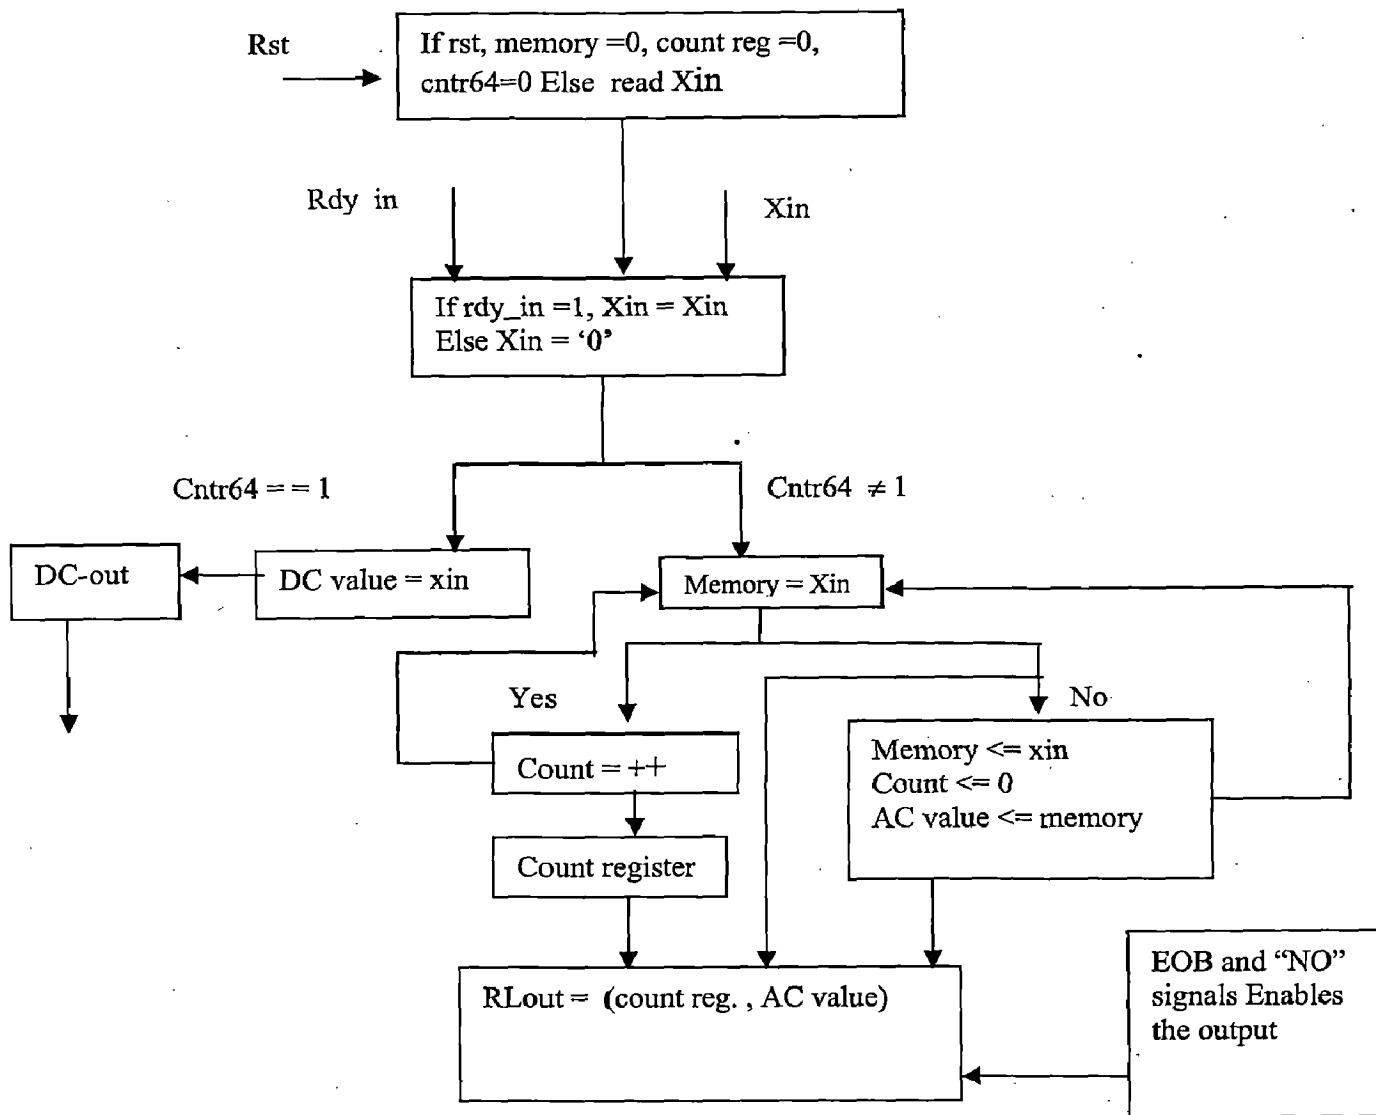 Rst
If rst, memory =0, count reg =0,
cntr64=0 Else read Xin
Rdy in
Xin
If rdy_in =1, Xin = Xin
Else Xin = ‘0’
Cntr64 = = 1
Cntr64 ≠ 1
DC-out
DC value = xin
Memory = Xin
Yes
No
Count = ++
Memory <= xin
Count <= 0
AC value <= memory
Count register
RLout = (count reg. , AC value)
EOB and “NO”
signals Enables
the output